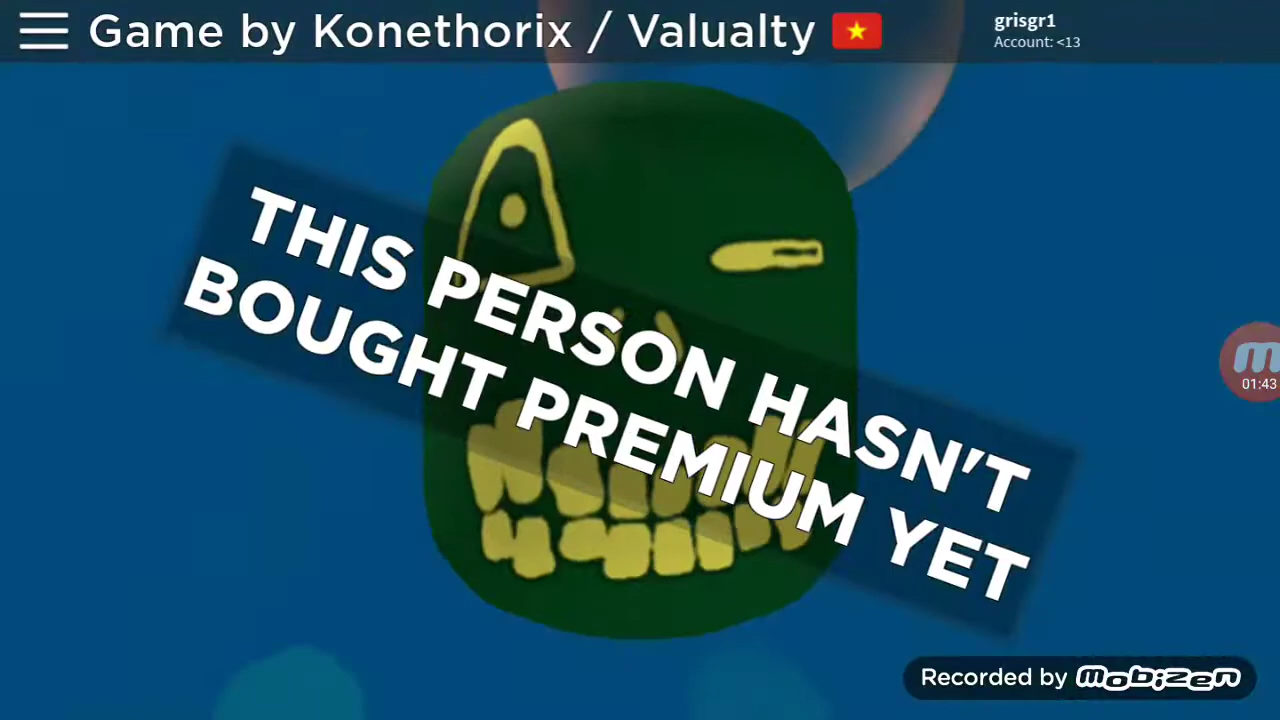 Game by Konethorix / Valualty
grisgr1
Account: <13
THIS PERSON HASN'T
BOUGHT PREMIUM YET
01:43
Recorded by mobizen